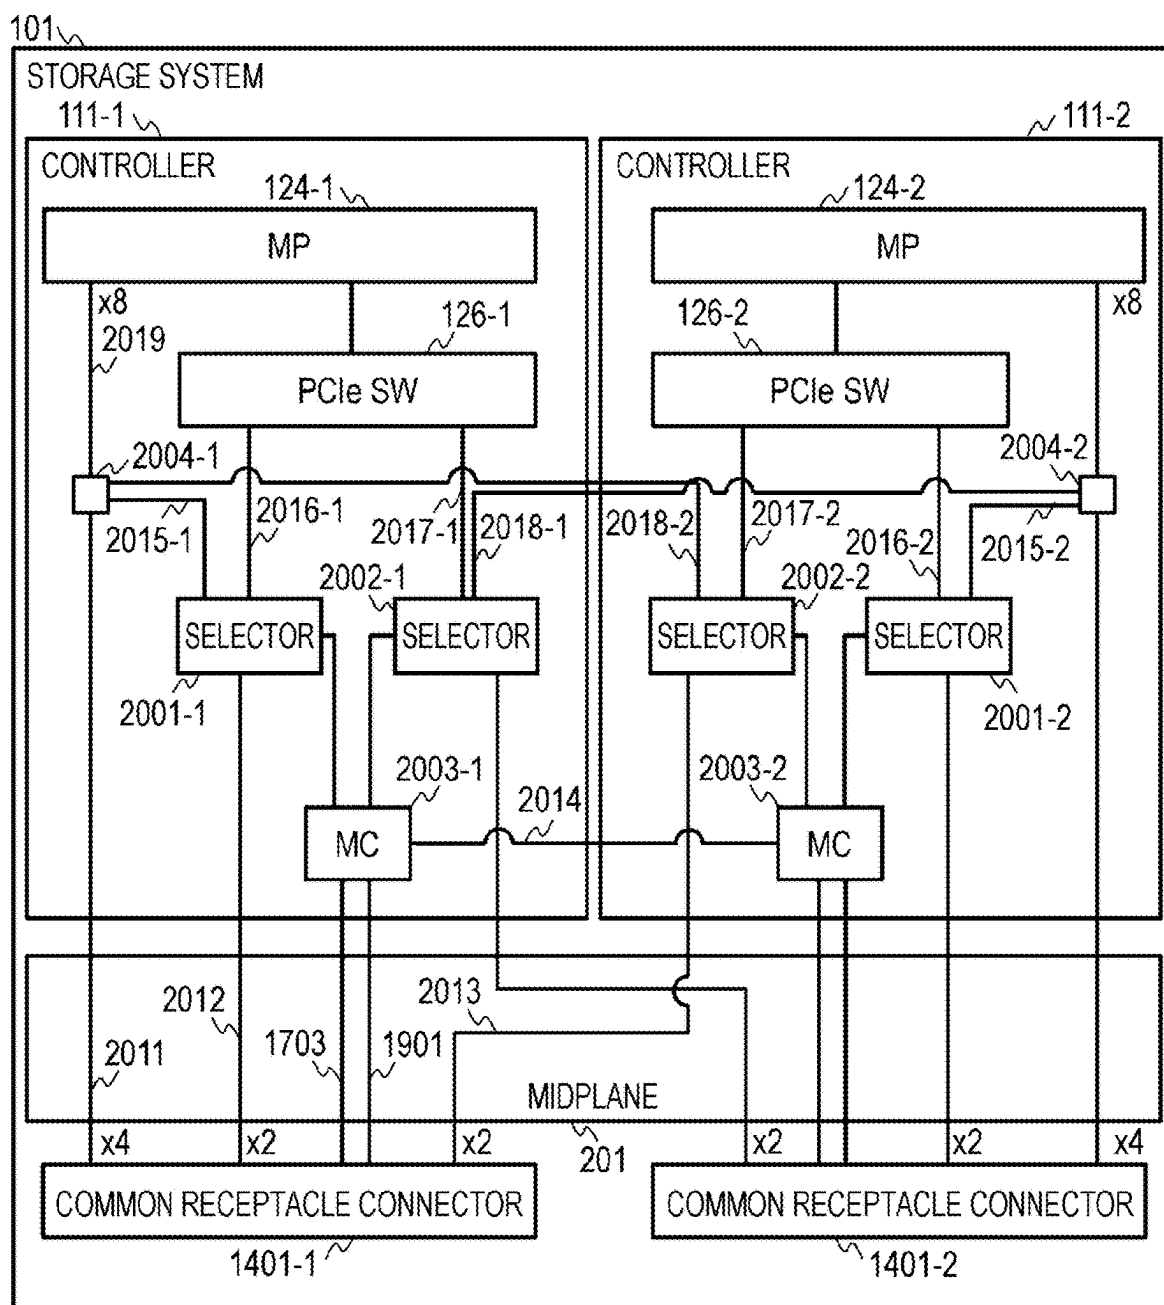 101
STORAGE SYSTEM
111-1
111-2
CONTROLLER
CONTROLLER
124-1
124-2
MP
MP
x8
x8
2019
126-1
126-2
PCIe SW
PCIe SW
2004-1
2004-2
2015-1
2016-1
2017-1
2018-1
2018-2
2017-2
2016-2
2015-2
2002-1
2002-2
SELECTOR
SELECTOR
SELECTOR
SELECTOR
2001-1
2001-2
2003-1
2003-2
2014
MC
MC
2012
2013
2011
1703
1901
MIDPLANE
x4
x2
x2
201
x2
x2
x4
COMMON RECEPTACLE CONNECTOR
COMMON RECEPTACLE CONNECTOR
1401-1
1401-2